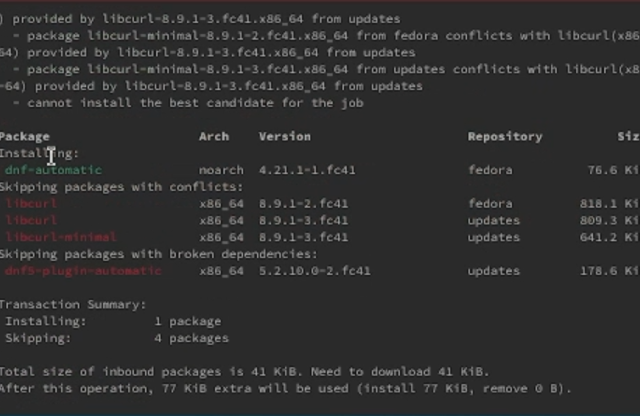 ) provided by libcurl-8.9.1-3.fc41.x86_64 from updates
- package libcurl-minimal-8.9.1-2.fc41.x86_64 from fedora conflicts with libcurl(x86
64) provided by libcurl-8.9.1-3.fc41.x86_64 from updates
- package libcurl-minimal-8.9.1-3.fc41.x86_64 from updates conflicts with libcurl(x8
-64) provided by libcurl-8.9.1-3.fc41.x86_64 from updates
- cannot install the best candidate for the job
Package Arch Version Repository Siz
Installing:
dnf-automatic noarch 4.21.1-1.fc41 fedora 76.6 Ki
Skipping packages with conflicts:
libcurl x86_64 8.9.1-2.fc41 fedora 818.1 Ki
libcurl x86_64 8.9.1-3.fc41 updates 809.3 Ki
libcurl-minimal x86_64 8.9.1-3.fc41 updates 641.2 Ki
Skipping packages with broken dependencies:
dnf5-plugin-automatic x86_64 5.2.10.0-2.fc41 updates 178.6 Ki
Transaction Summary:
Installing: 1 package
Skipping: 4 packages
Total size of inbound packages is 41 KiB. Need to download 41 KiB.
After this operation, 77 KiB extra will be used (install 77 KiB, remove 0 B).